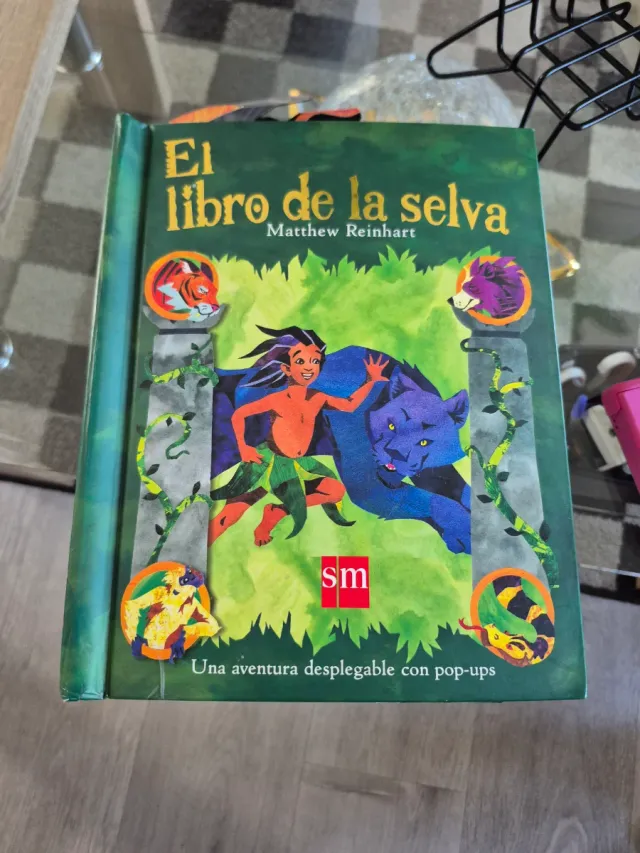 El
libro de la selva
Matthew Reinhart
sm
Una aventura desplegable con pop-ups